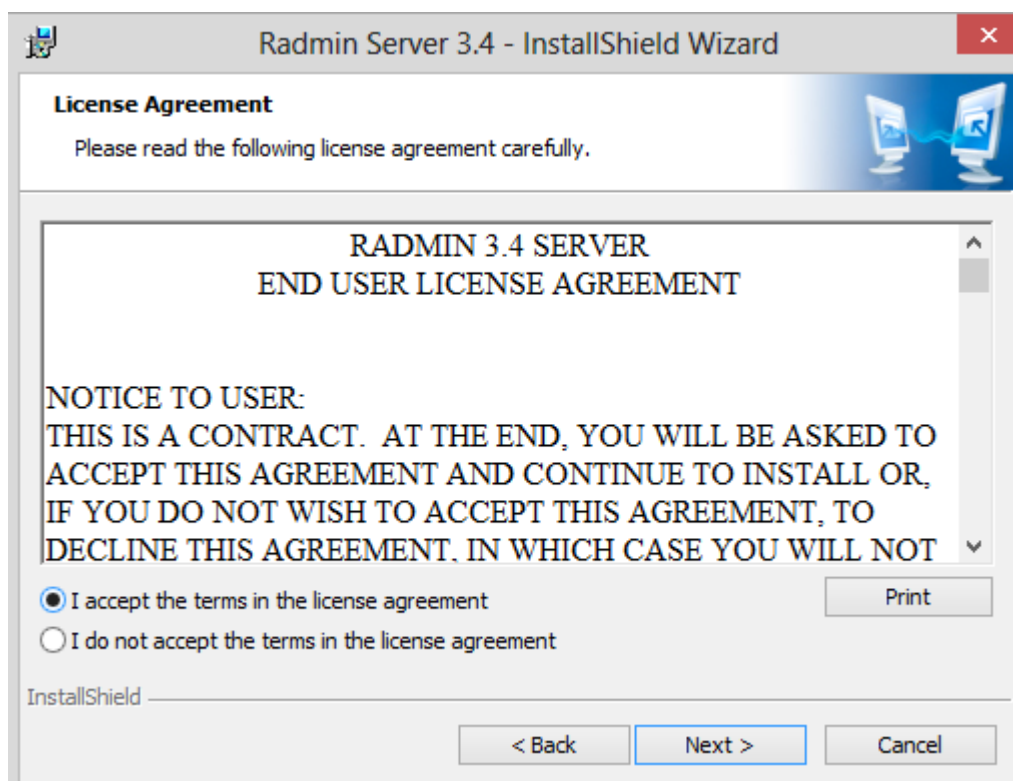 Radmin Server 3.4 - InstallShield Wizard
License Agreement
Please read the following license agreement carefully.
RADMIN 3.4 SERVER
END USER LICENSE AGREEMENT
NOTICE TO USER:
THIS IS A CONTRACT.  AT THE END, YOU WILL BE ASKED TO
ACCEPT THIS AGREEMENT AND CONTINUE TO INSTALL OR,
IF YOU DO NOT WISH TO ACCEPT THIS AGREEMENT, TO
DECLINE THIS AGREEMENT, IN WHICH CASE YOU WILL NOT
I accept the terms in the license agreement
Print
I do not accept the terms in the license agreement
InstallShield
< Back
Next >
Cancel